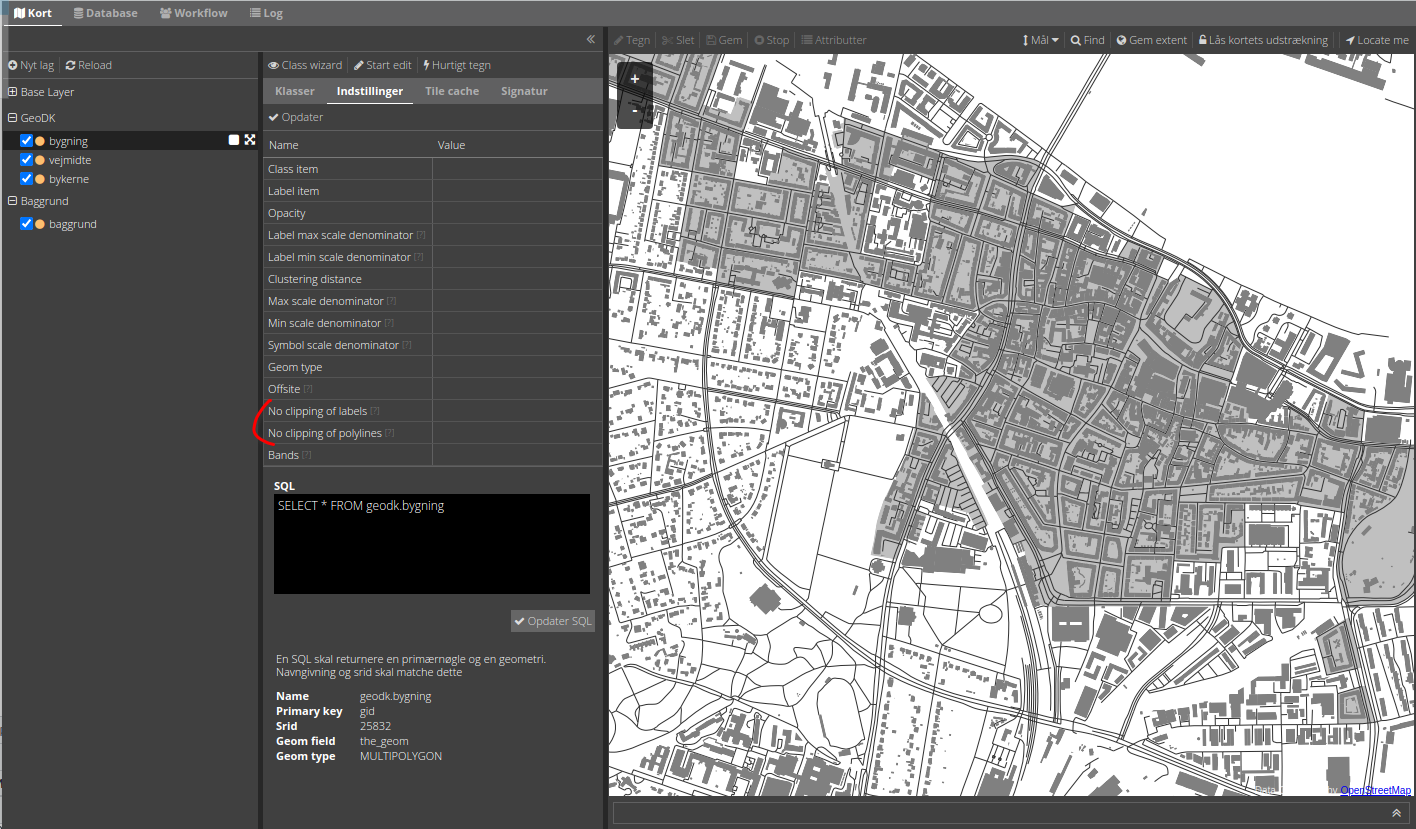 Kort Database Workflow Log
Nyt lag Reload
Base Layer
GeoDK
bygning
vejmidte
bykerne
Baggrund
baggrund
Class wizard Start edit Hurtigt tegn
Klasser Indstillinger Tile cache Signatur
Opdater
Name Value
Class item
Label item
Opacity
Label max scale denominator [?]
Label min scale denominator [?]
Clustering distance
Max scale denominator [?]
Min scale denominator [?]
Symbol scale denominator [?]
Geom type
Offsite [?]
No clipping of labels [?]
No clipping of polylines [?]
Bands [?]
SQL
SELECT * FROM geodk.bygning
Opdater SQL
En SQL skal returnere en primærnøgle og en geometri.
Navngivning og srid skal matche dette
Name geodk.bygning
Primary key gid
Srid 25832
Geom field the_geom
Geom type MULTIPOLYGON
Tegn Slet Gem Stop Attributter Mål Find Gem extent Lås kortets udstrækning Locate me
+
-
Data by OpenStreetMap